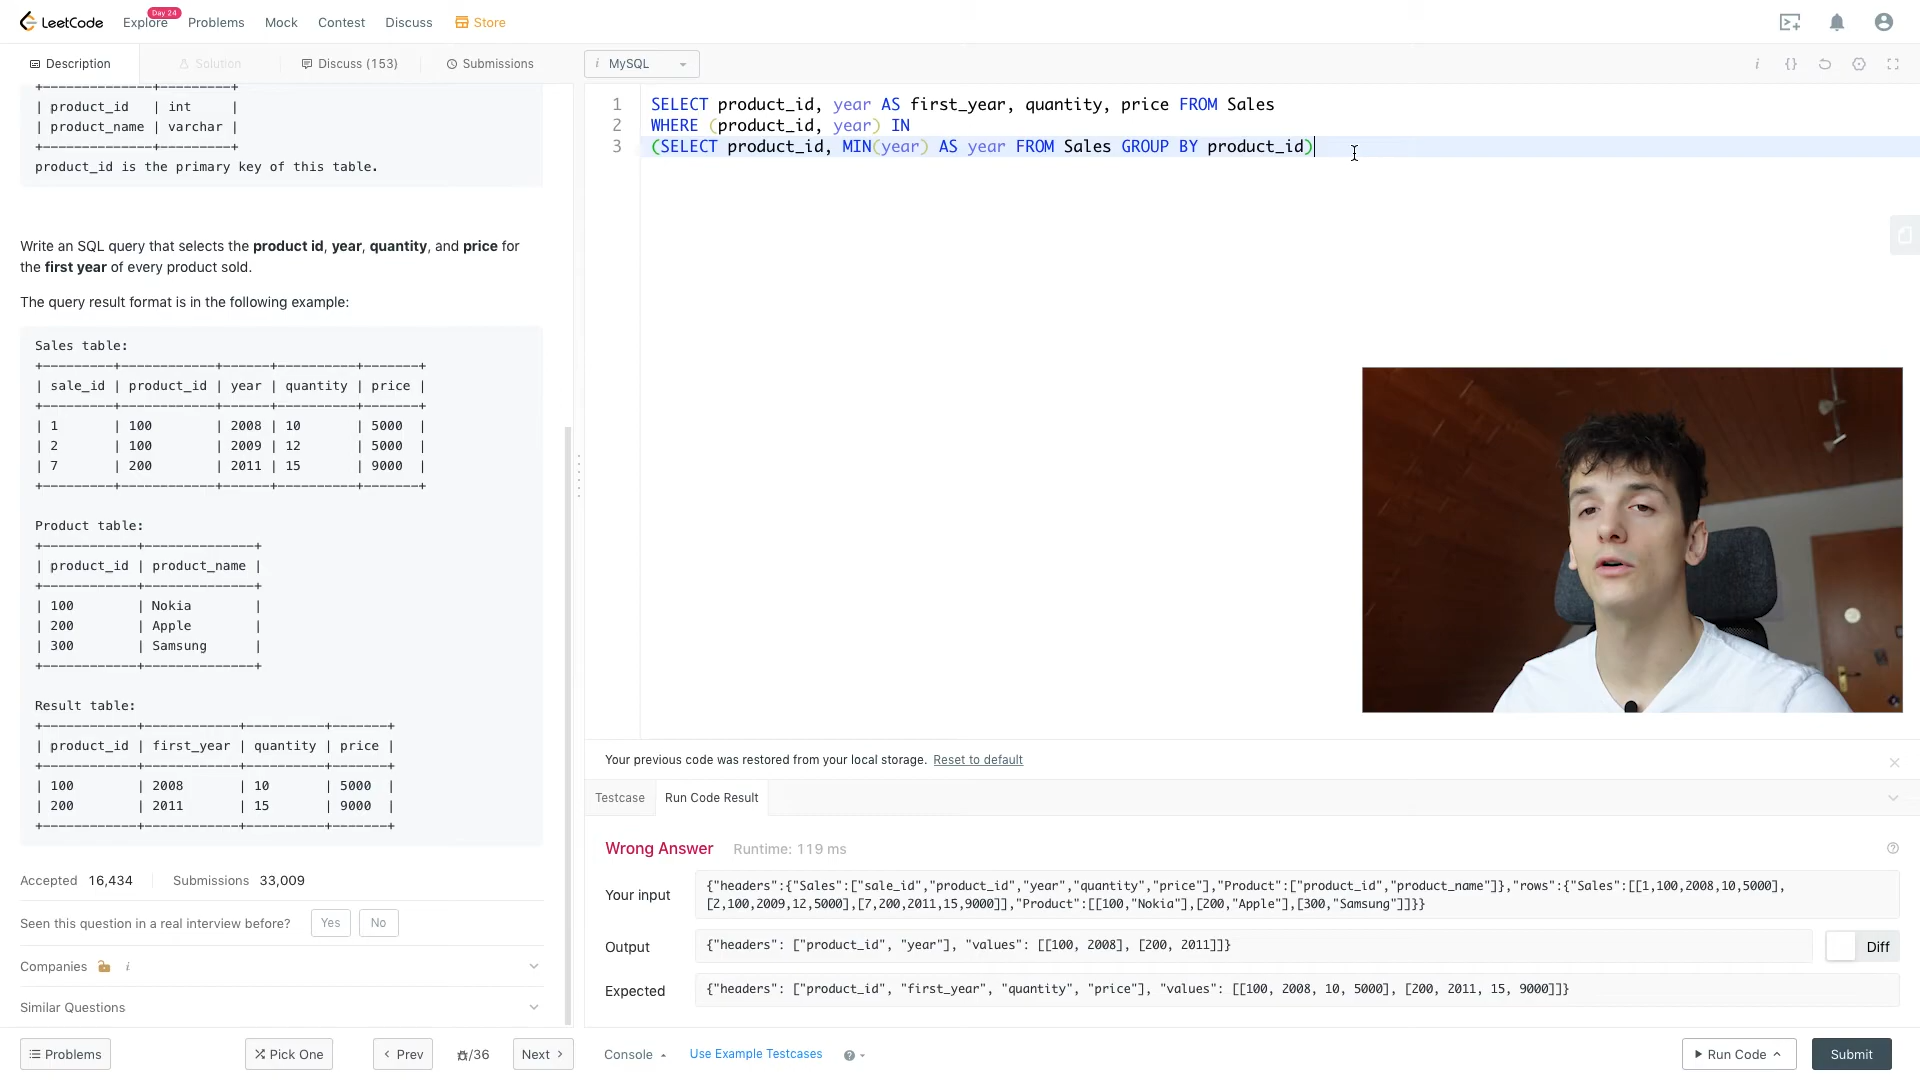 LeetCode
Explore
Day 24
Problems
Mock
Contest
Discuss
Store
Description
Solution
Discuss (153)
Submissions
i MySQL
i {}
+--------------+---------+
| product_id   | int     |
| product_name | varchar |
+--------------+---------+
product_id is the primary key of this table.
Write an SQL query that selects the product id, year, quantity, and price for
the first year of every product sold.
The query result format is in the following example:
Sales table:
+---------+------------+------+----------+-------+
| sale_id | product_id | year | quantity | price |
+---------+------------+------+----------+-------+
| 1       | 100        | 2008 | 10       | 5000  |
| 2       | 100        | 2009 | 12       | 5000  |
| 7       | 200        | 2011 | 15       | 9000  |
+---------+------------+------+----------+-------+
Product table:
+------------+--------------+
| product_id | product_name |
+------------+--------------+
| 100        | Nokia        |
| 200        | Apple        |
| 300        | Samsung      |
+------------+--------------+
Result table:
+------------+------------+----------+-------+
| product_id | first_year | quantity | price |
+------------+------------+----------+-------+
| 100        | 2008       | 10       | 5000  |
| 200        | 2011       | 15       | 9000  |
+------------+------------+----------+-------+
Accepted 16,434 Submissions 33,009
Seen this question in a real interview before? Yes No
Companies i
Similar Questions
Problems
Pick One
Prev
/36
Next
1 SELECT product_id, year AS first_year, quantity, price FROM Sales
2 WHERE (product_id, year) IN
3 (SELECT product_id, MIN(year) AS year FROM Sales GROUP BY product_id)
Your previous code was restored from your local storage. Reset to default
Testcase
Run Code Result
Wrong Answer Runtime: 119 ms
Your input
{"headers":{"Sales":["sale_id","product_id","year","quantity","price"],"Product":["product_id","product_name"]},"rows":{"Sales":[[1,100,2008,10,5000],
[2,100,2009,12,5000],[7,200,2011,15,9000]],"Product":[[100,"Nokia"],[200,"Apple"],[300,"Samsung"]]}}
Output
{"headers": ["product_id", "year"], "values": [[100, 2008], [200, 2011]]}
Diff
Expected
{"headers": ["product_id", "first_year", "quantity", "price"], "values": [[100, 2008, 10, 5000], [200, 2011, 15, 9000]]}
Console
Use Example Testcases
?
Run Code
Submit